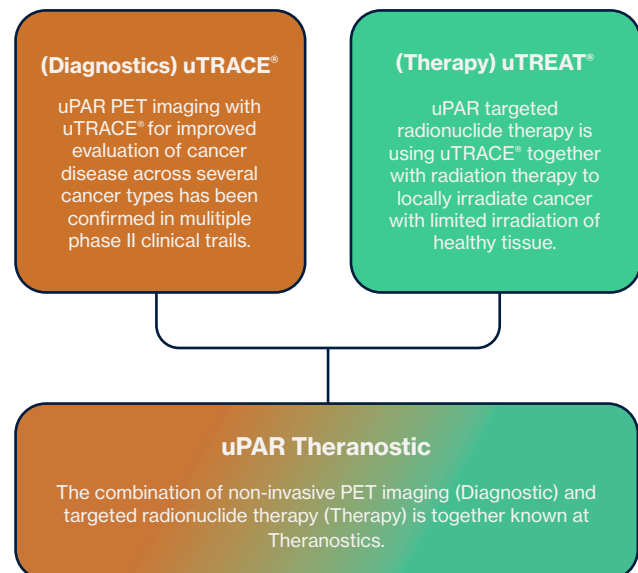 (Diagnostics) uTRACE®
uPAR PET imaging with
uTRACE® for improved
evaluation of cancer
disease across several
cancer types has been
confirmed in mulitiple
phase II clinical trails.
(Therapy) uTREAT®
uPAR targeted
radionuclide therapy is
using uTRACE® together
with radiation therapy to
locally irradiate cancer
with limited irradiation of
healthy tissue.
uPAR Theranostic
The combination of non-invasive PET imaging (Diagnostic) and
targeted radionuclide therapy (Therapy) is together known at
Theranostics.